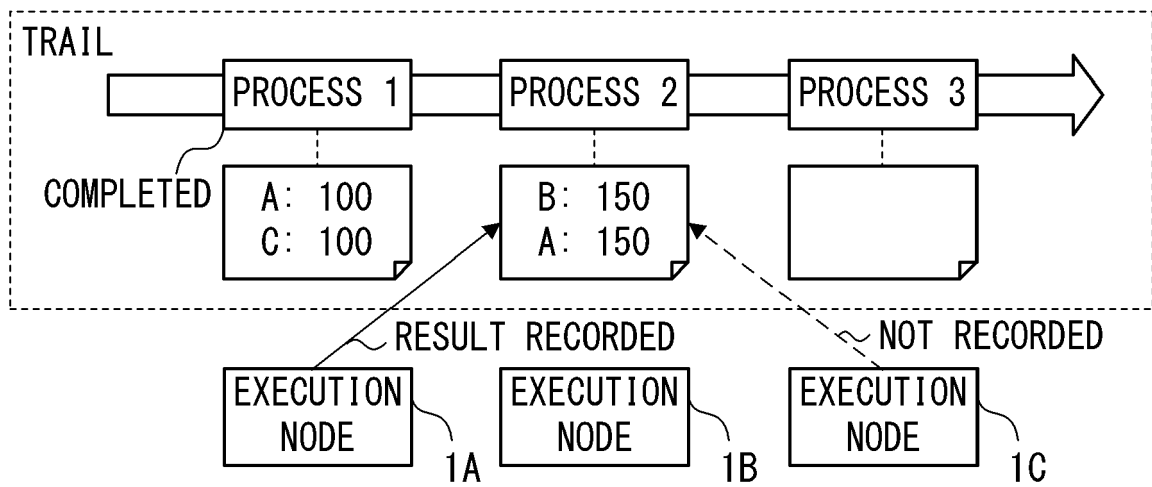 TRAIL
PROCESS 1
PROCESS 2
PROCESS 3
COMPLETED
A: 100
C: 100
B: 150
A: 150
RESULT RECORDED
NOT RECORDED
EXECUTION
NODE
1A
EXECUTION
NODE
1B
EXECUTION
NODE
1C